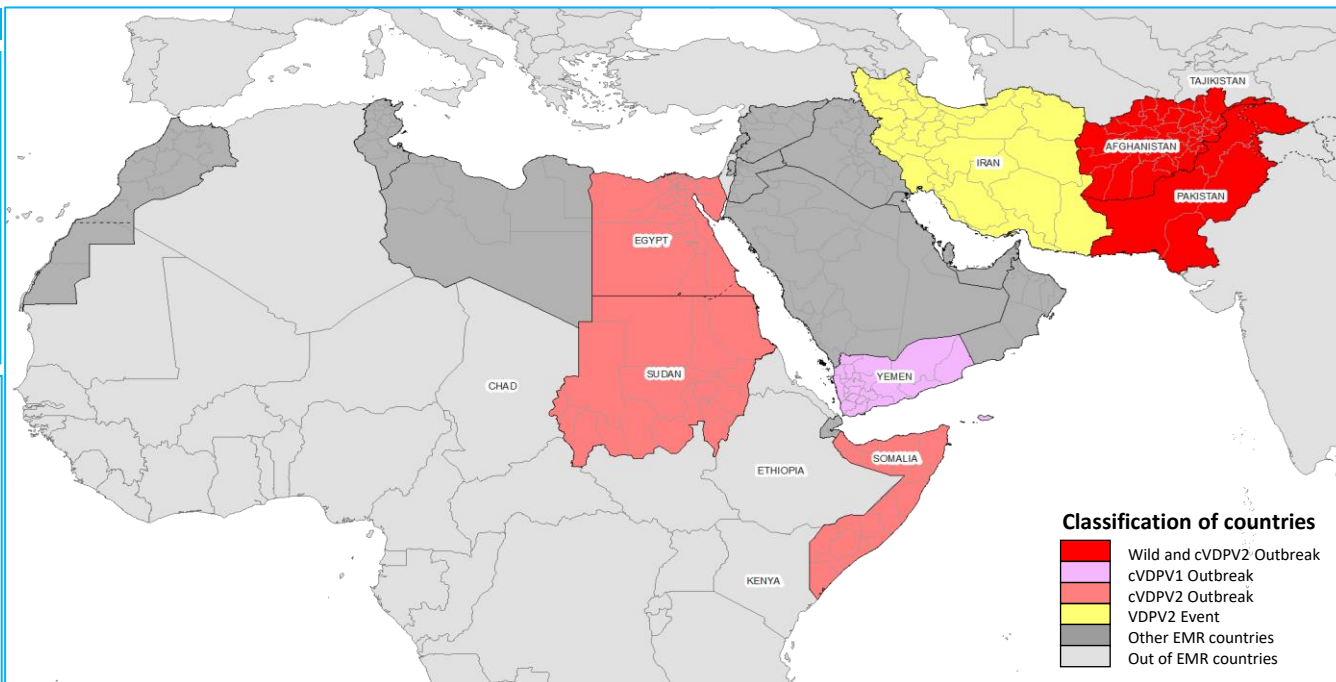 TAJIKISTAN
AFGHANISTAN
IRAN
PAKISTAN
EGYPT
SUDAN
YEMEN
CHAD
SOMALIA
ETHIOPIA
KENYA
Classification of countries
Wild and cVDPV2 Outbreak
cVDPV1 Outbreak
cVDPV2 Outbreak
VDPV2 Event
Other EMR countries
Out of EMR countries